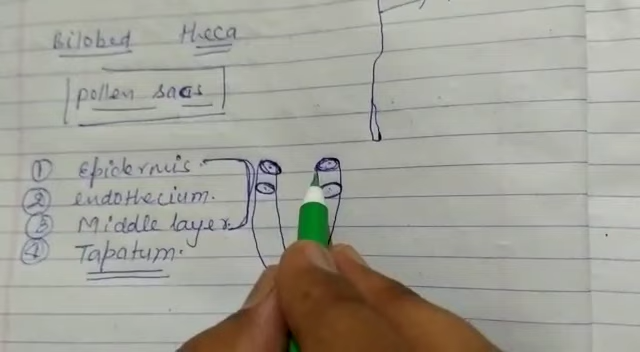 Bilobed Theca
pollen sacs
① Epidermis.
② endothecium.
③ Middle layer
④ Tapatum.